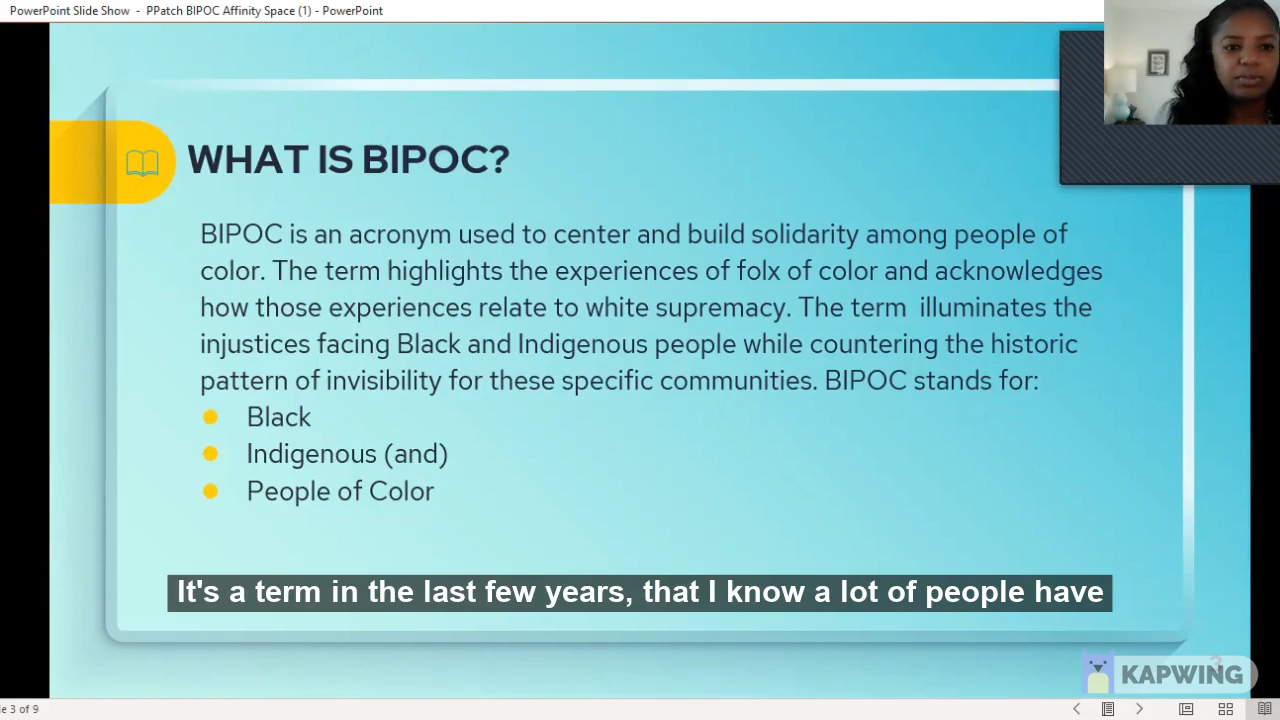 PowerPoint Slide Show - PPatch BIPOC Affinity Space (1) - PowerPoint
WHAT IS BIPOC?
BIPOC is an acronym used to center and build solidarity among people of
color. The term highlights the experiences of folx of color and acknowledges
how those experiences relate to white supremacy. The term illuminates the
injustices facing Black and Indigenous people while countering the historic
pattern of invisibility for these specific communities. BIPOC stands for:
Black
Indigenous (and)
People of Color
It's a term in the last few years, that I know a lot of people have
3
KAPWING
le 3 of 9